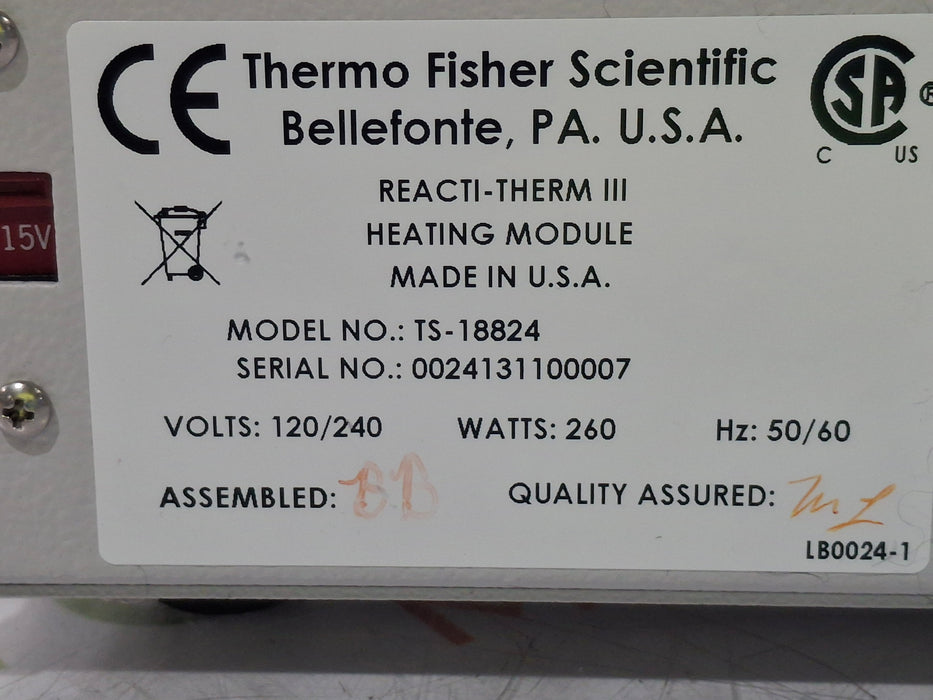 CE Thermo Fisher Scientific
Bellefonte, PA. U.S.A.
CSA ®
C US
REACTI-THERM III
HEATING MODULE
MADE IN U.S.A.
15V
MODEL NO.: TS-18824
SERIAL NO.: 0024131100007
VOLTS: 120/240 WATTS: 260 Hz: 50/60
ASSEMBLED: BB QUALITY ASSURED:
LB0024-1